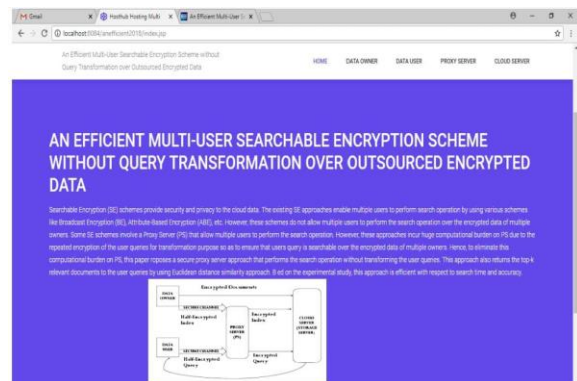 Gmail
Hosthub Hosting Multi
An Efficient Multi-User S
localhost:8084/anefficient2018/index.jsp
An Efficient Multi-User Searchable Encryption Scheme without
Query Transformation over Outsourced Encrypted
Data
HOME DATA OWNER DATA USER PROXY SERVER CLOUD SERVER
AN EFFICIENT MULTI-USER SEARCHABLE ENCRYPTION SCHEME
WITHOUT QUERY TRANSFORMATION OVER OUTSOURCED ENCRYPTED
DATA
Searchable Encryption (SE) schemes provide security and privacy to the cloud data. The existing SE approaches enable multiple users to perform search operation by using various schemes
like Broadcast Encryption (BE), Attribute-Based Encryption (ABE), etc. However, these schemes do not allow multiple users to perform the search operation over the encrypted data of multiple
owners. Some SE schemes involve a Proxy Server (PS) that allow multiple users to perform the search operation. However, these approaches incur huge computational burden on PS due to the
repeated encryption of the user queries for transformation purpose so as to ensure that users query is searchable over the encrypted data of multiple owners. Hence, to eliminate this
computational burden on PS, this paper roposes a secure proxy server approach that performs the search operation without transforming the user queries. This approach also returns the top-k
relevant documents to the user queries by using Euclidean distance similarity approach. B ed on the experimental study, this approach is efficient with respect to search time and accuracy.
Encrypted Documents
DATA
OWNER
SECURE CHANNEL
Half-Encrypted
Index
Encrypted
Index
PROXY
SERVER
(PS)
CLOUD
SERVER
(STORAGE
SERVER)
DATA
USER
SECURE CHANNEL
Half-Encrypted
Query
Encrypted
Query